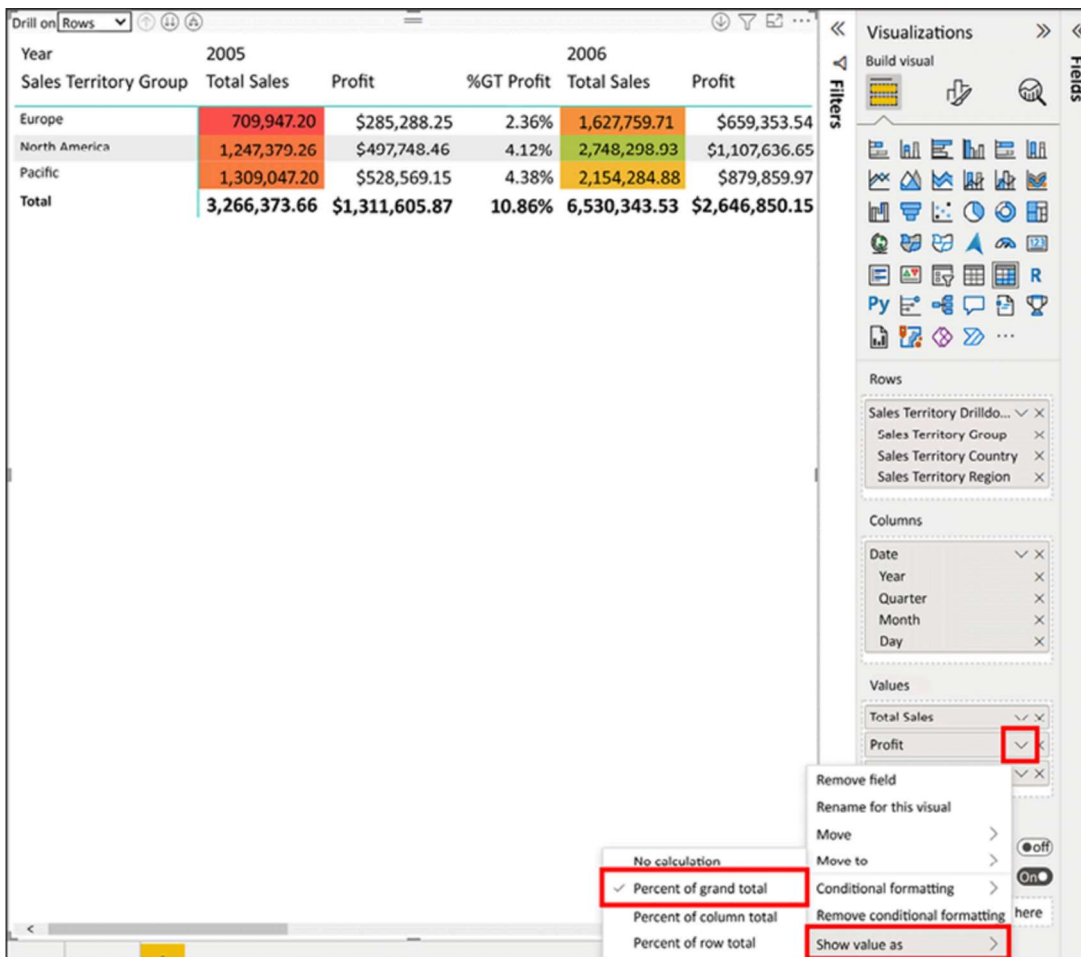 Drill on Rows
Year 2005 2006
Sales Territory Group Total Sales Profit %GT Profit Total Sales Profit
Europe 709,947.20 $285,288.25 2.36% 1,627,759.71 $659,353.54
North America 1,247,379.26 $497,748.46 4.12% 2,748,298.93 $1,107,636.65
Pacific 1,309,047.20 $528,569.15 4.38% 2,154,284.88 $879,859.97
Total 3,266,373.66 $1,311,605.87 10.86% 6,530,343.53 $2,646,850.15
Filters
Visualizations
Build visual
123
R
Py
Rows
Sales Territory Drilldo...
Sales Territory Group
Sales Territory Country
Sales Territory Region
Columns
Date
Year
Quarter
Month
Day
Values
Total Sales
Profit
Remove field
Rename for this visual
Move
Move to
Conditional formatting
Remove conditional formatting
Show value as
No calculation
Percent of grand total
Percent of column total
Percent of row total
off
On
here
Fields